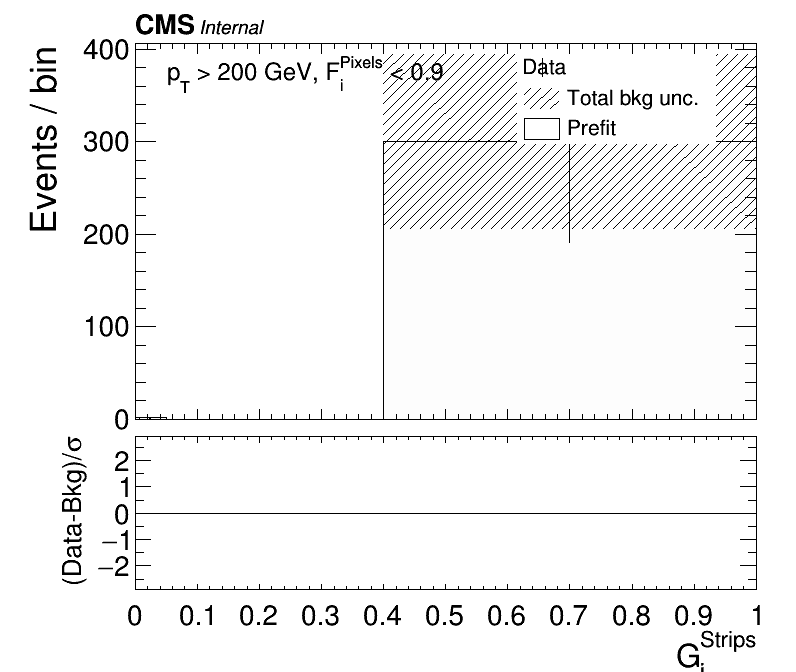 CMS Internal
Events / bin
400
300
200
100
0
p_T > 200 GeV, F_i^Pixels < 0.9
Data
Total bkg unc.
Prefit
(Data-Bkg)/σ
2
1
0
−1
−2
0 0.1 0.2 0.3 0.4 0.5 0.6 0.7 0.8 0.9 1
G_i^Strips